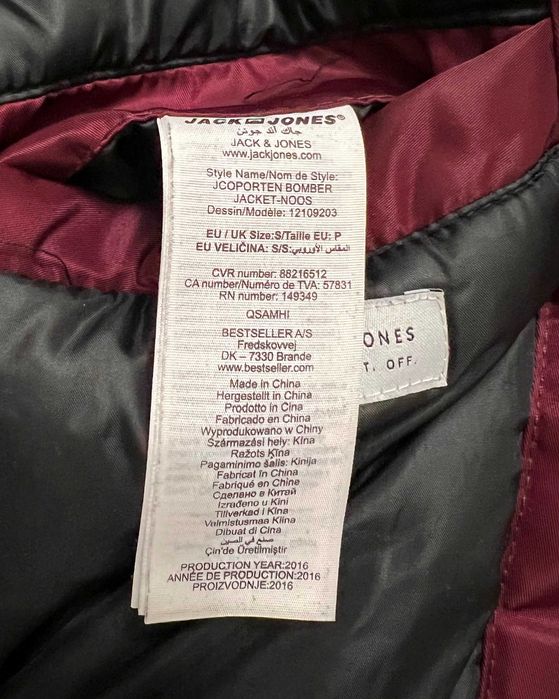 JACK & JONES®
جاك أند جونز
JACK & JONES
www.jackjones.com
Style Name/Nom de Style:
JCOPORTEN BOMBER
JACKET-NOOS
Dessin/Modèle: 12109203
EU / UK Size:S/Taille EU: P
EU VELIČINA: S/S:المقاس الأوروبي
CVR number: 88216512
CA number/Numéro de TVA: 57831
RN number: 149349
QSAMHI
BESTSELLER A/S
Fredskovvej
DK – 7330 Brande
www.bestseller.com
Made in China
Hergestellt in China
Prodotto in Cina
Fabricado en China
Wyprodukowano w Chiny
Származási hely: Kína
Ražots Ķīna
Pagaminimo šalis: Kinija
Fabricat în China
Fabriqué en Chine
Сделано в Китай
Izrađeno u Kini
Tillverkad i Kina
Valmistusmaa Kiina
Dibuat di Cina
صنع في الصين
Çin'de Üretilmiştir
PRODUCTION YEAR:2016
ANNÉE DE PRODUCTION:2016
PROIZVODNJE:2016
ONES
T. OFF.